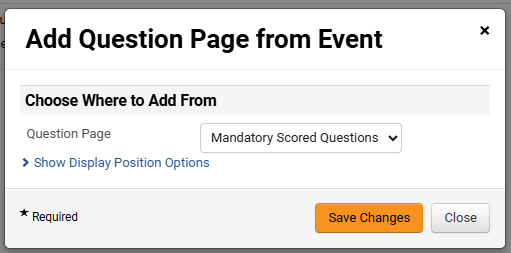 Add Question Page from Event
×
Choose Where to Add From
Question Page
Mandatory Scored Questions
Show Display Position Options
★ Required
Save Changes
Close